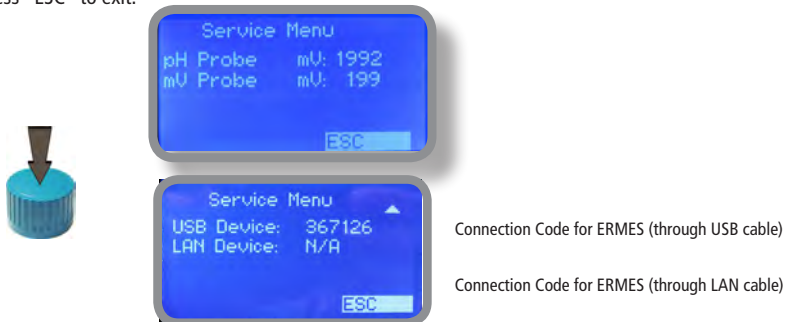 "ESC" to exit.
Service Menu
pH Probe mV: 1992
mV Probe mV: 199
ESC
Service Menu
USB Device: 367126
LAN Device: N/A
ESC
Connection Code for ERMES (through USB cable)
Connection Code for ERMES (through LAN cable)